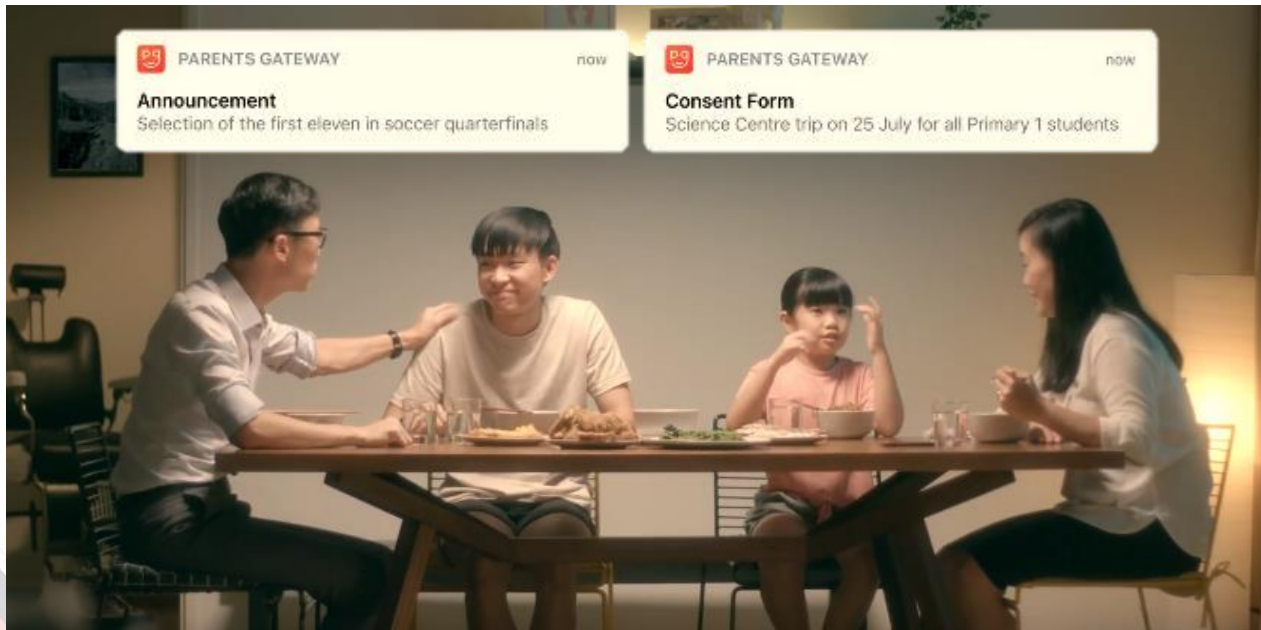 PARENTS GATEWAY
now
Announcement
Selection of the first eleven in soccer quarterfinals
PARENTS GATEWAY
now
Consent Form
Science Centre trip on 25 July for all Primary 1 students